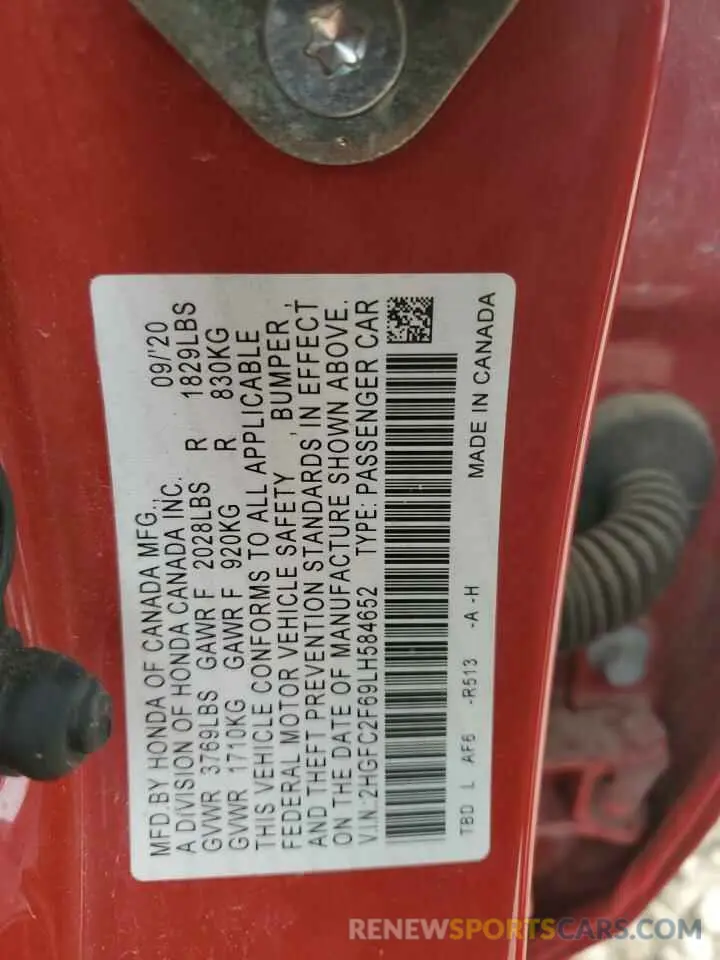 MFD.BY HONDA OF CANADA MFG., 09/'20
A DIVISION OF HONDA CANADA INC.
GVWR 3769LBS GAWR F 2028LBS R 1829LBS
GVWR 1710KG GAWR F 920KG R 830KG
THIS VEHICLE CONFORMS TO ALL APPLICABLE
FEDERAL MOTOR VEHICLE SAFETY , BUMPER ,
AND THEFT PREVENTION STANDARDS IN EFFECT
ON THE DATE OF MANUFACTURE SHOWN ABOVE.
V.I.N.:2HGFC2F69LH584652 TYPE: PASSENGER CAR
TBD L AF6 -R513 -A -H
MADE IN CANADA
RENEWSPORTSCARS.COM